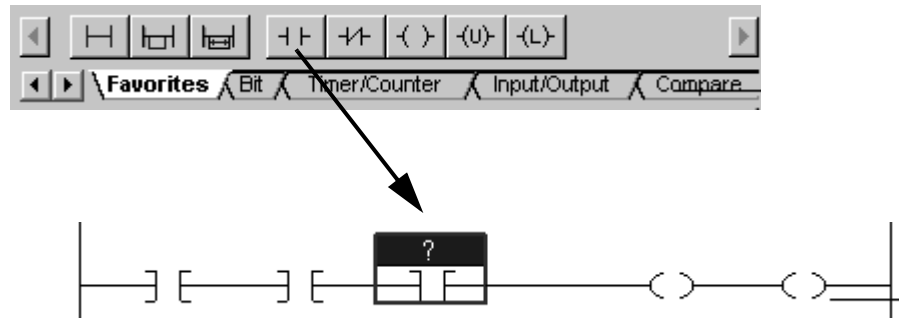 (U) (L)
Favorites Bit Timer/Counter Input/Output Compare
?